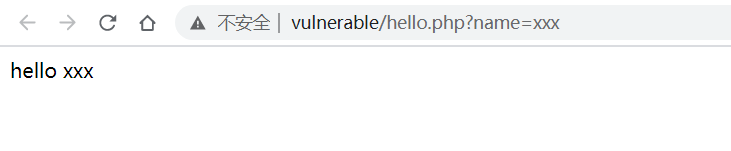 不安全 | vulnerable/hello.php?name=xxx
hello xxx